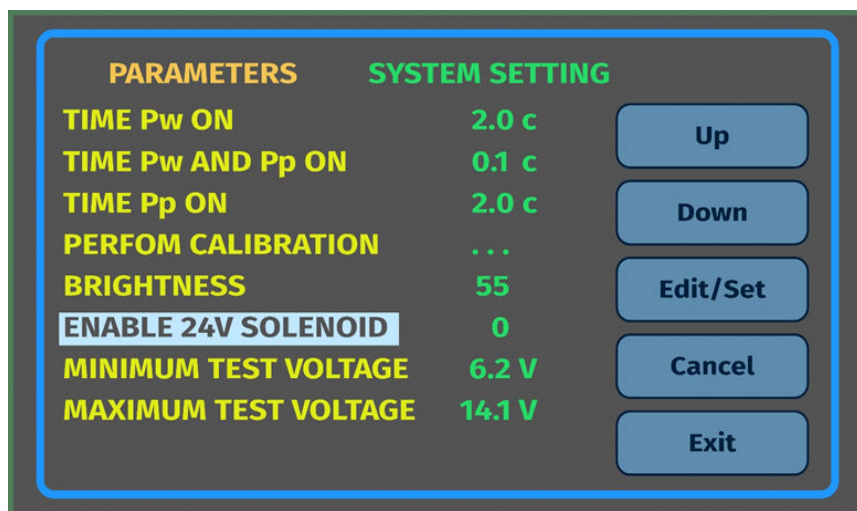 PARAMETERS SYSTEM SETTING
TIME Pw ON 2.0 c
TIME Pw AND Pp ON 0.1 c
TIME Pp ON 2.0 c
PERFOM CALIBRATION ...
BRIGHTNESS 55
ENABLE 24V SOLENOID 0
MINIMUM TEST VOLTAGE 6.2 V
MAXIMUM TEST VOLTAGE 14.1 V
Up
Down
Edit/Set
Cancel
Exit